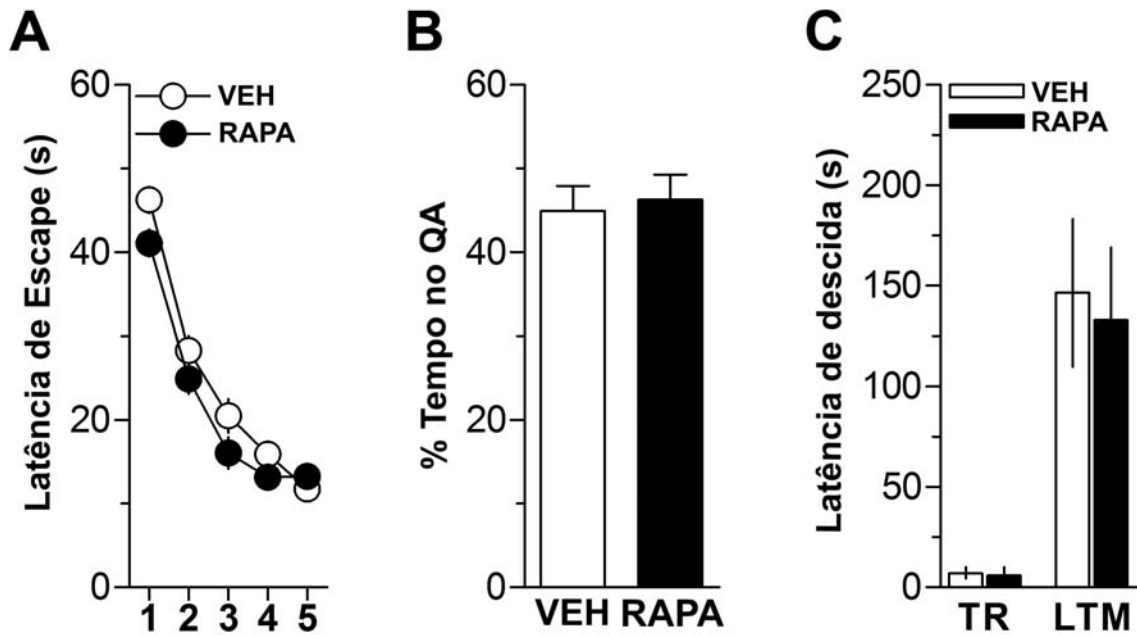 A
Latência de Escape (s)
60
40
20
0
VEH
RAPA
1 2 3 4 5
B
% Tempo no QA
60
40
20
0
VEH RAPA
C
Latência de descida (s)
250
200
150
100
50
0
VEH
RAPA
TR LTM